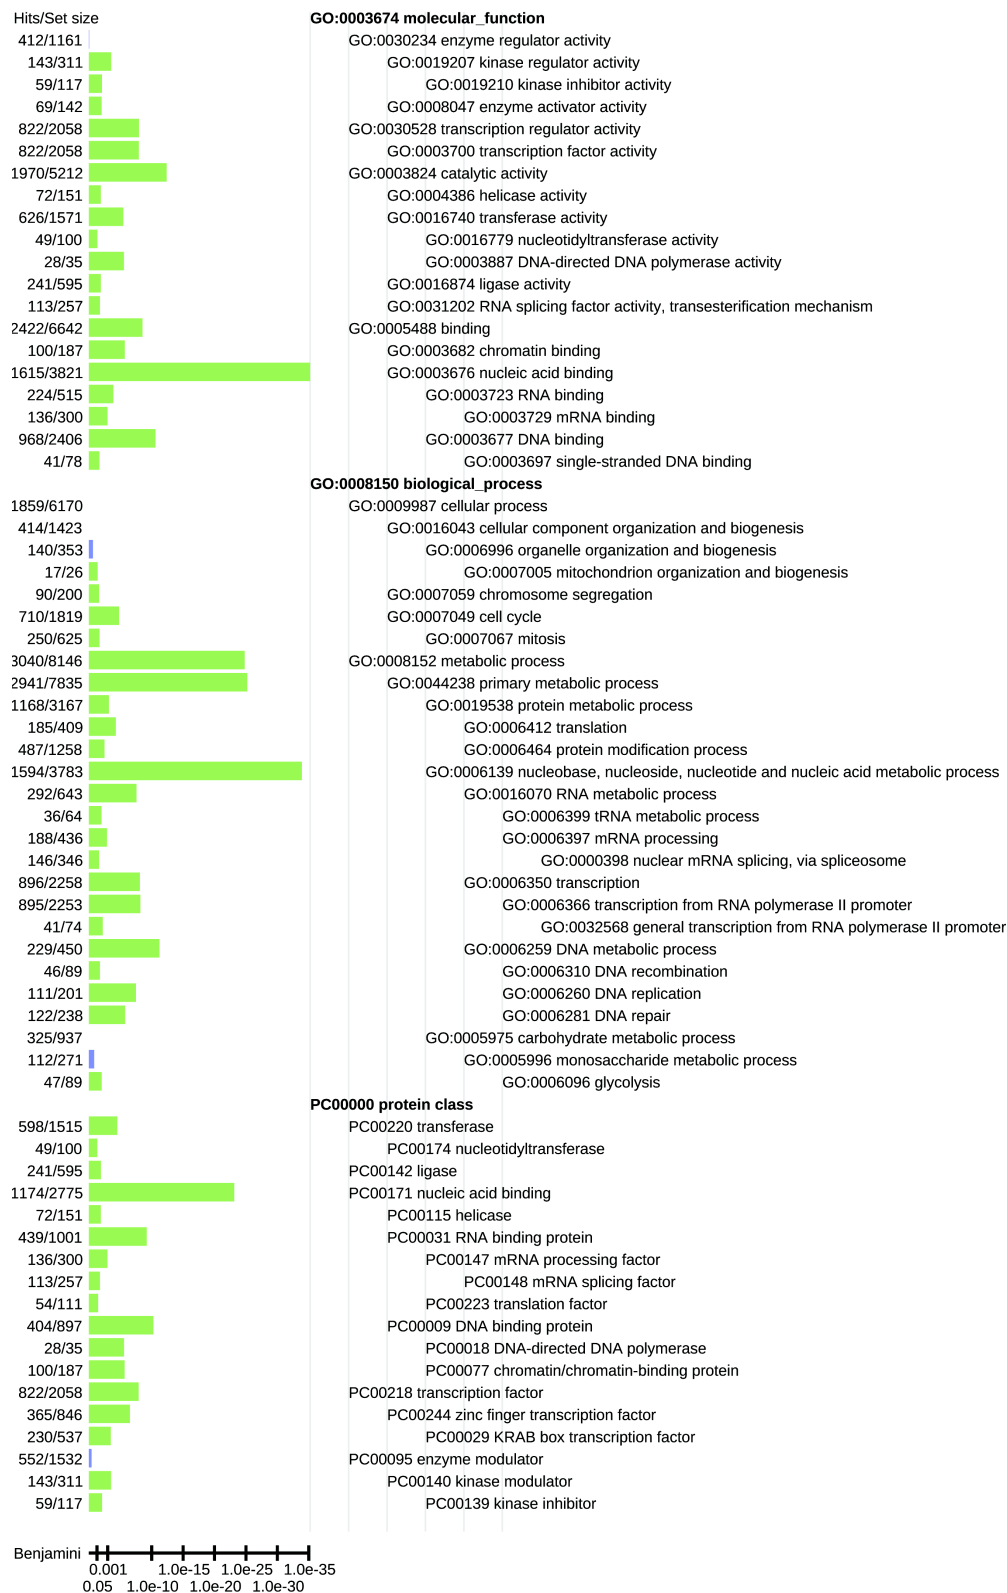 Hits/Set size GO:0003674 molecular_function
412/1161 GO:0030234 enzyme regulator activity
143/311 GO:0019207 kinase regulator activity
59/117 GO:0019210 kinase inhibitor activity
69/142 GO:0008047 enzyme activator activity
822/2058 GO:0030528 transcription regulator activity
822/2058 GO:0003700 transcription factor activity
1970/5212 GO:0003824 catalytic activity
72/151 GO:0004386 helicase activity
626/1571 GO:0016740 transferase activity
49/100 GO:0016779 nucleotidyltransferase activity
28/35 GO:0003887 DNA-directed DNA polymerase activity
241/595 GO:0016874 ligase activity
113/257 GO:0031202 RNA splicing factor activity, transesterification mechanism
2422/6642 GO:0005488 binding
100/187 GO:0003682 chromatin binding
1615/3821 GO:0003676 nucleic acid binding
224/515 GO:0003723 RNA binding
136/300 GO:0003729 mRNA binding
968/2406 GO:0003677 DNA binding
41/78 GO:0003697 single-stranded DNA binding
GO:0008150 biological_process
1859/6170 GO:0009987 cellular process
414/1423 GO:0016043 cellular component organization and biogenesis
140/353 GO:0006996 organelle organization and biogenesis
17/26 GO:0007005 mitochondrion organization and biogenesis
90/200 GO:0007059 chromosome segregation
710/1819 GO:0007049 cell cycle
250/625 GO:0007067 mitosis
3040/8146 GO:0008152 metabolic process
2941/7835 GO:0044238 primary metabolic process
1168/3167 GO:0019538 protein metabolic process
185/409 GO:0006412 translation
487/1258 GO:0006464 protein modification process
1594/3783 GO:0006139 nucleobase, nucleoside, nucleotide and nucleic acid metabolic process
292/643 GO:0016070 RNA metabolic process
36/64 GO:0006399 tRNA metabolic process
188/436 GO:0006397 mRNA processing
146/346 GO:0000398 nuclear mRNA splicing, via spliceosome
896/2258 GO:0006350 transcription
895/2253 GO:0006366 transcription from RNA polymerase II promoter
41/74 GO:0032568 general transcription from RNA polymerase II promoter
229/450 GO:0006259 DNA metabolic process
46/89 GO:0006310 DNA recombination
111/201 GO:0006260 DNA replication
122/238 GO:0006281 DNA repair
325/937 GO:0005975 carbohydrate metabolic process
112/271 GO:0005996 monosaccharide metabolic process
47/89 GO:0006096 glycolysis
PC00000 protein class
598/1515 PC00220 transferase
49/100 PC00174 nucleotidyltransferase
241/595 PC00142 ligase
1174/2775 PC00171 nucleic acid binding
72/151 PC00115 helicase
439/1001 PC00031 RNA binding protein
136/300 PC00147 mRNA processing factor
113/257 PC00148 mRNA splicing factor
54/111 PC00223 translation factor
404/897 PC00009 DNA binding protein
28/35 PC00018 DNA-directed DNA polymerase
100/187 PC00077 chromatin/chromatin-binding protein
822/2058 PC00218 transcription factor
365/846 PC00244 zinc finger transcription factor
230/537 PC00029 KRAB box transcription factor
552/1532 PC00095 enzyme modulator
143/311 PC00140 kinase modulator
59/117 PC00139 kinase inhibitor
Benjamini
0.001 1.0e-15 1.0e-25 1.0e-35
0.05 1.0e-10 1.0e-20 1.0e-30